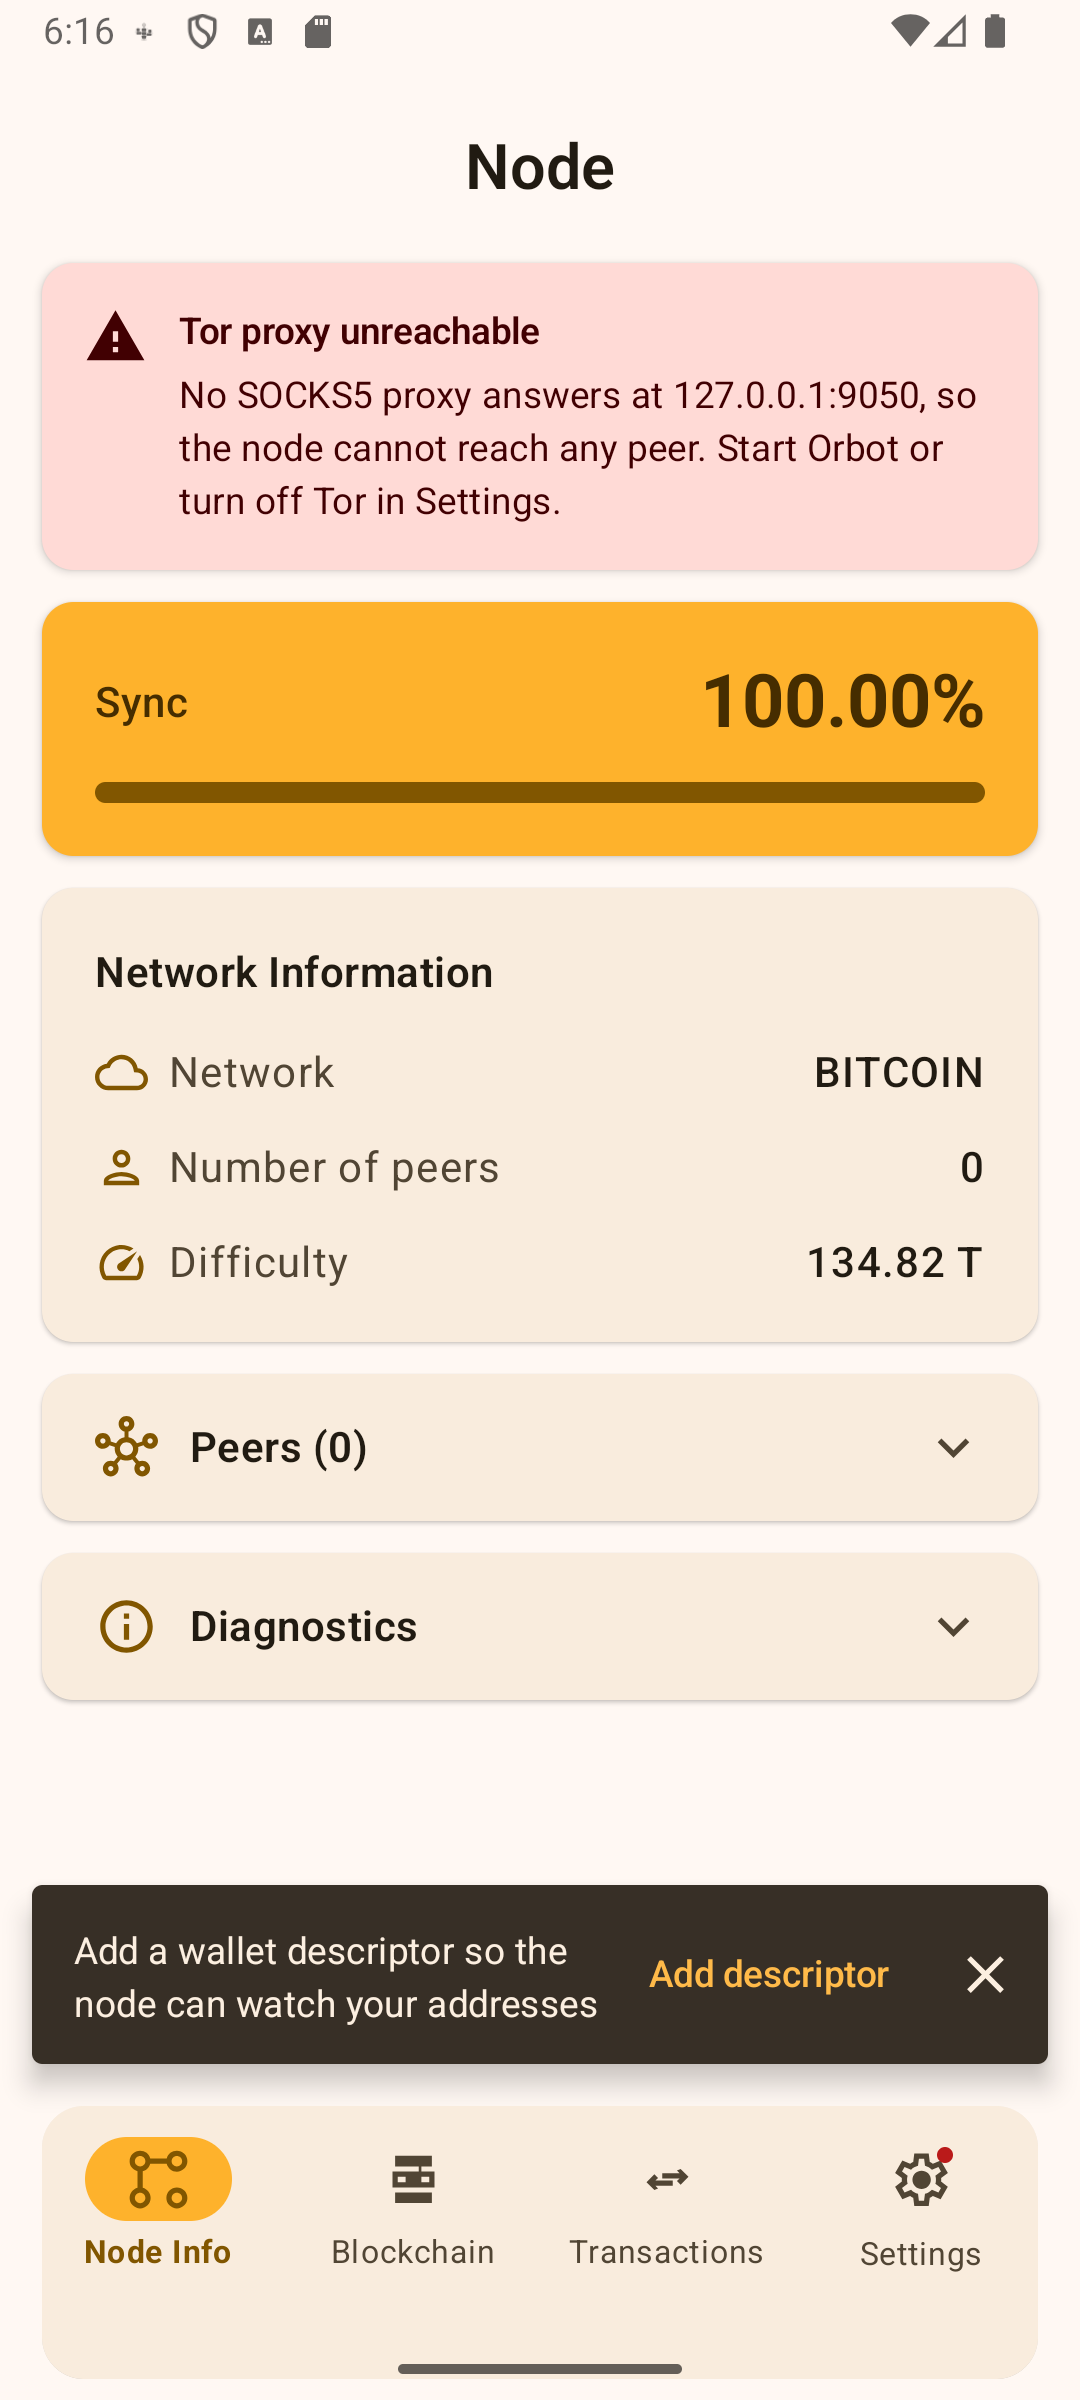 6:16
Node
Tor proxy unreachable
No SOCKS5 proxy answers at 127.0.0.1:9050, so
the node cannot reach any peer. Start Orbot or
turn off Tor in Settings.
Sync
100.00%
Network Information
Network
BITCOIN
Number of peers
0
Difficulty
134.82 T
Peers (0)
Diagnostics
Add a wallet descriptor so the
node can watch your addresses
Add descriptor
Node Info
Blockchain
Transactions
Settings